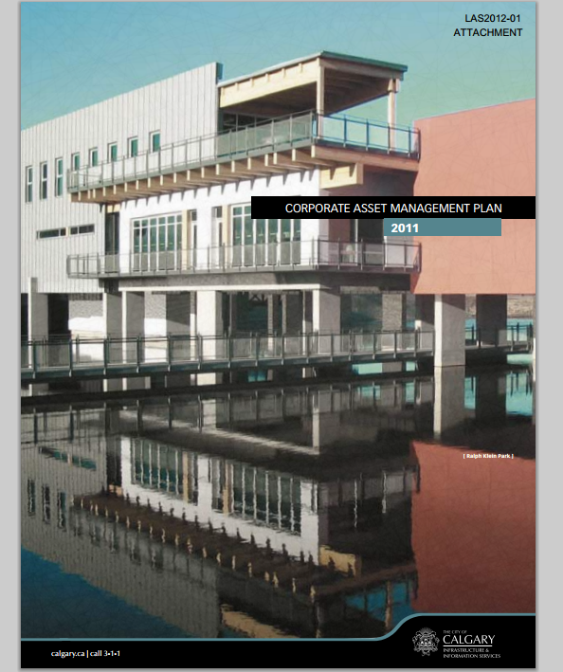 LAS2012-01
ATTACHMENT
CORPORATE ASSET MANAGEMENT PLAN
2011
[ Ralph Klein Park ]
THE CITY OF
CALGARY
INFRASTRUCTURE &
INFORMATION SERVICES
calgary.ca | call 3•1•1